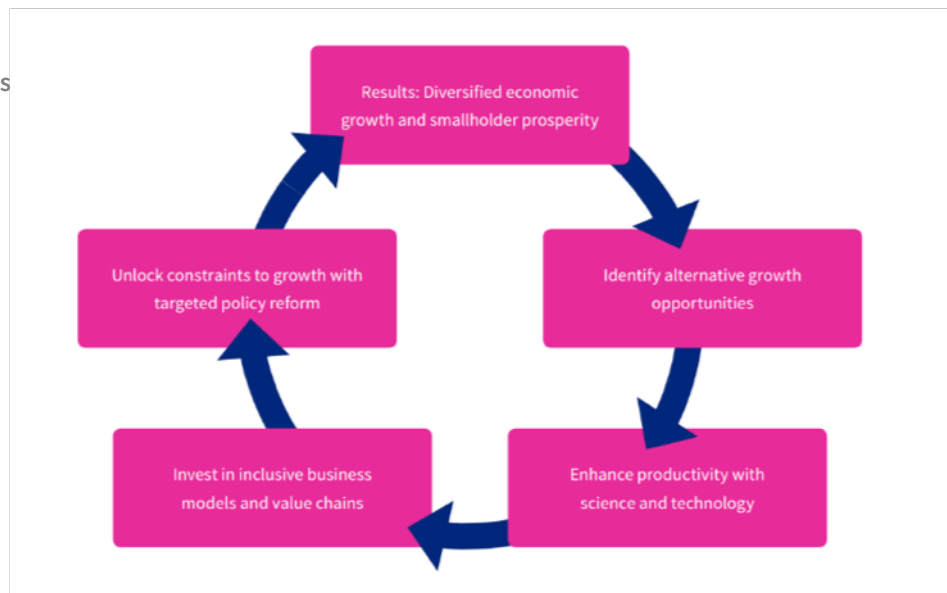 s
Results: Diversified economic
growth and smallholder prosperity
Identify alternative growth
opportunities
Enhance productivity with
science and technology
Invest in inclusive business
models and value chains
Unlock constraints to growth with
targeted policy reform